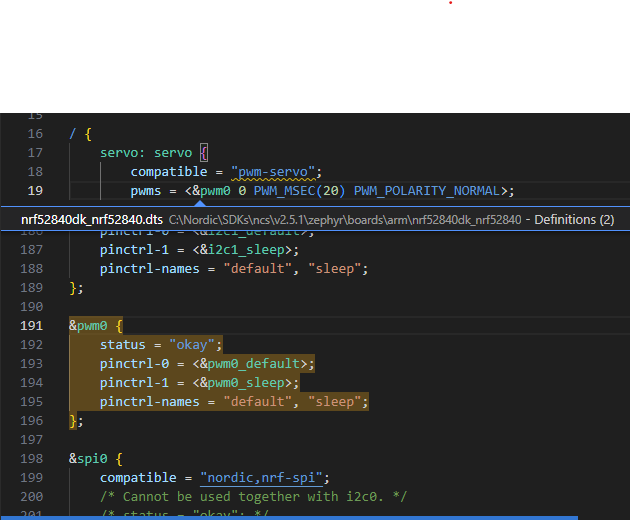 15
16 / {
17 servo: servo {
18 compatible = "pwm-servo";
19 pwms = <&pwm0 0 PWM_MSEC(20) PWM_POLARITY_NORMAL>;
nrf52840dk_nrf52840.dts C:\Nordic\SDKs\ncs\v2.5.1\zephyr\boards\arm\nrf52840dk_nrf52840 - Definitions (2)
186 pinctrl-0 = <&i2c1_default>;
187 pinctrl-1 = <&i2c1_sleep>;
188 pinctrl-names = "default", "sleep";
189 };
190
191 &pwm0 {
192 status = "okay";
193 pinctrl-0 = <&pwm0_default>;
194 pinctrl-1 = <&pwm0_sleep>;
195 pinctrl-names = "default", "sleep";
196 };
197
198 &spi0 {
199 compatible = "nordic,nrf-spi";
200 /* Cannot be used together with i2c0. */
201 /* status = "okay"; */